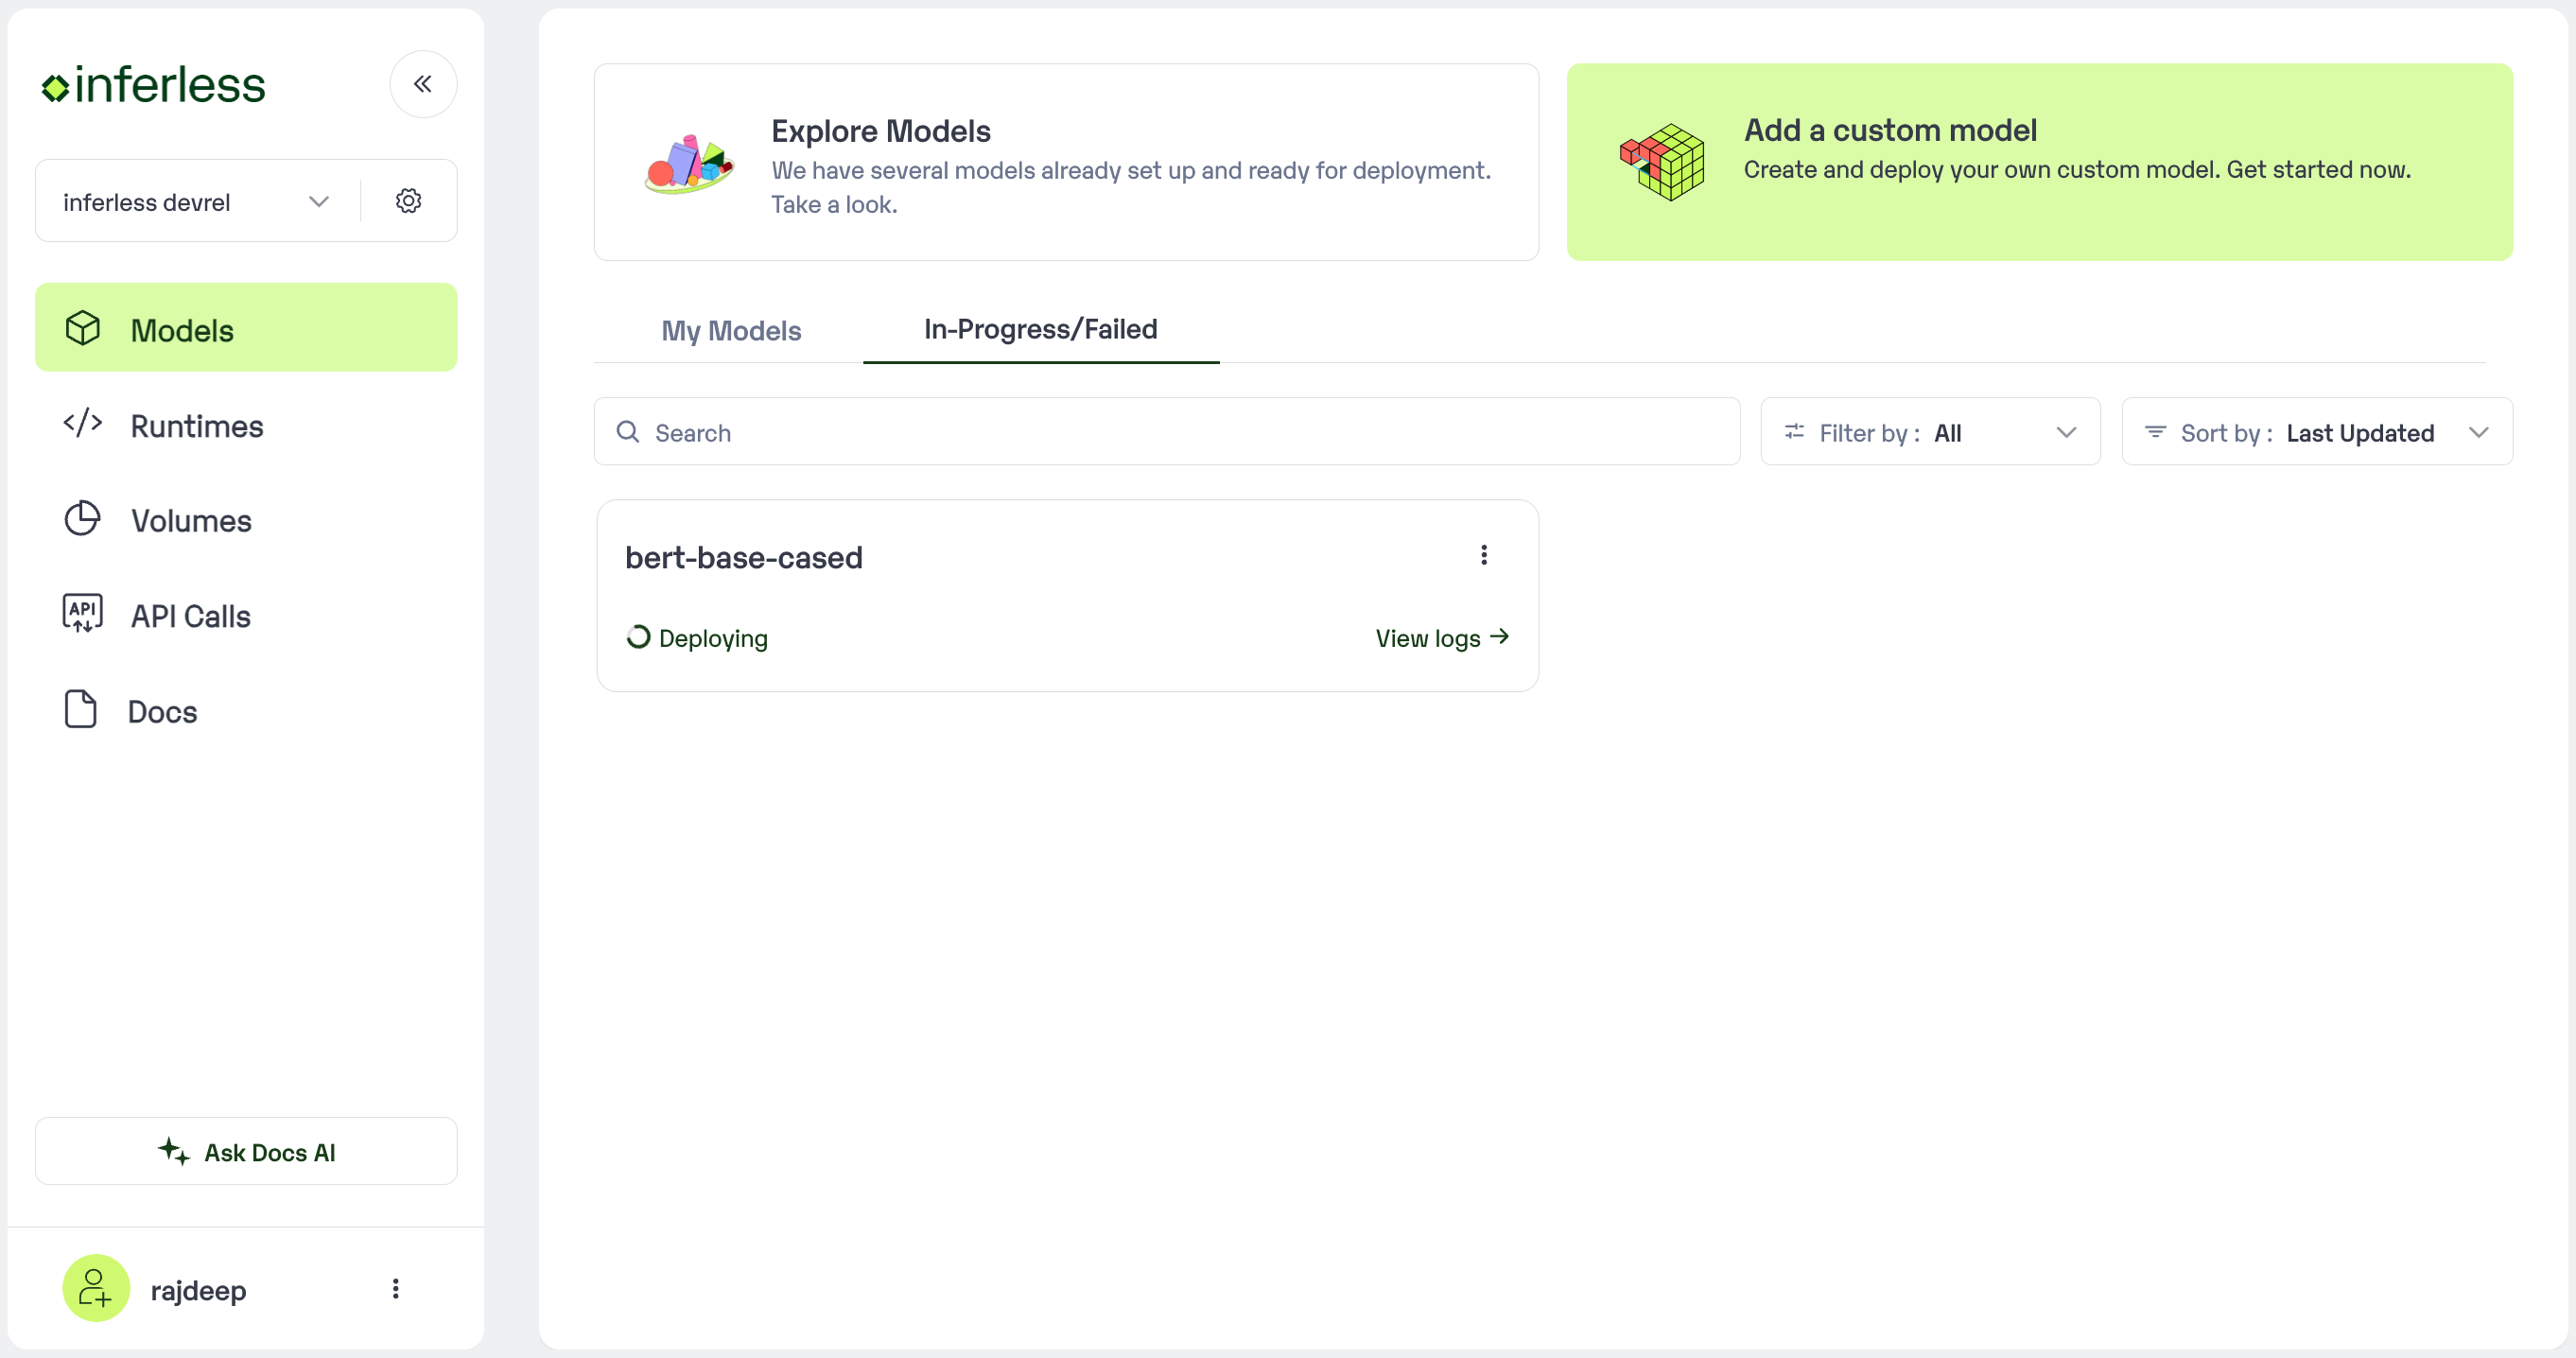 inferless
inferless devrel
Models
Runtimes
Volumes
API
API Calls
Docs
Ask Docs AI
rajdeep
Explore Models
We have several models already set up and ready for deployment.
Take a look.
Add a custom model
Create and deploy your own custom model. Get started now.
My Models
In-Progress/Failed
Search
Filter by : All
Sort by : Last Updated
bert-base-cased
Deploying
View logs →